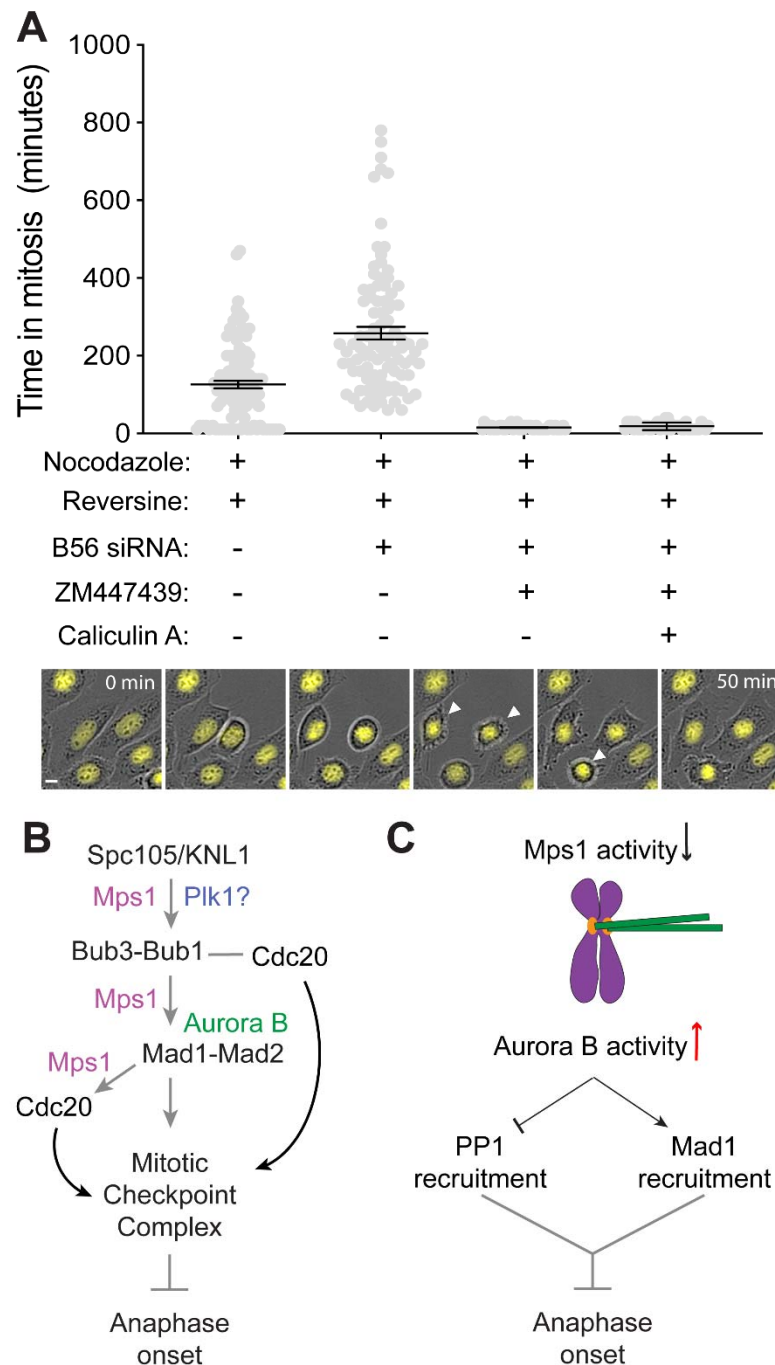 A
1000
800
600
400
200
0
Time in mitosis (minutes)
Nocodazole: + + + +
Reversine: + + + +
B56 siRNA: - + + +
ZM447439: - - + +
Caliculin A: - - - +
0 min
50 min
B
Spc105/KNL1
Mps1 Plk1?
Bub3-Bub1 Cdc20
Mps1
Aurora B
Mad1-Mad2
Mps1
Cdc20
Mitotic
Checkpoint
Complex
Anaphase
onset
C
Mps1 activity
Aurora B activity
PP1 Mad1
recruitment recruitment
Anaphase
onset